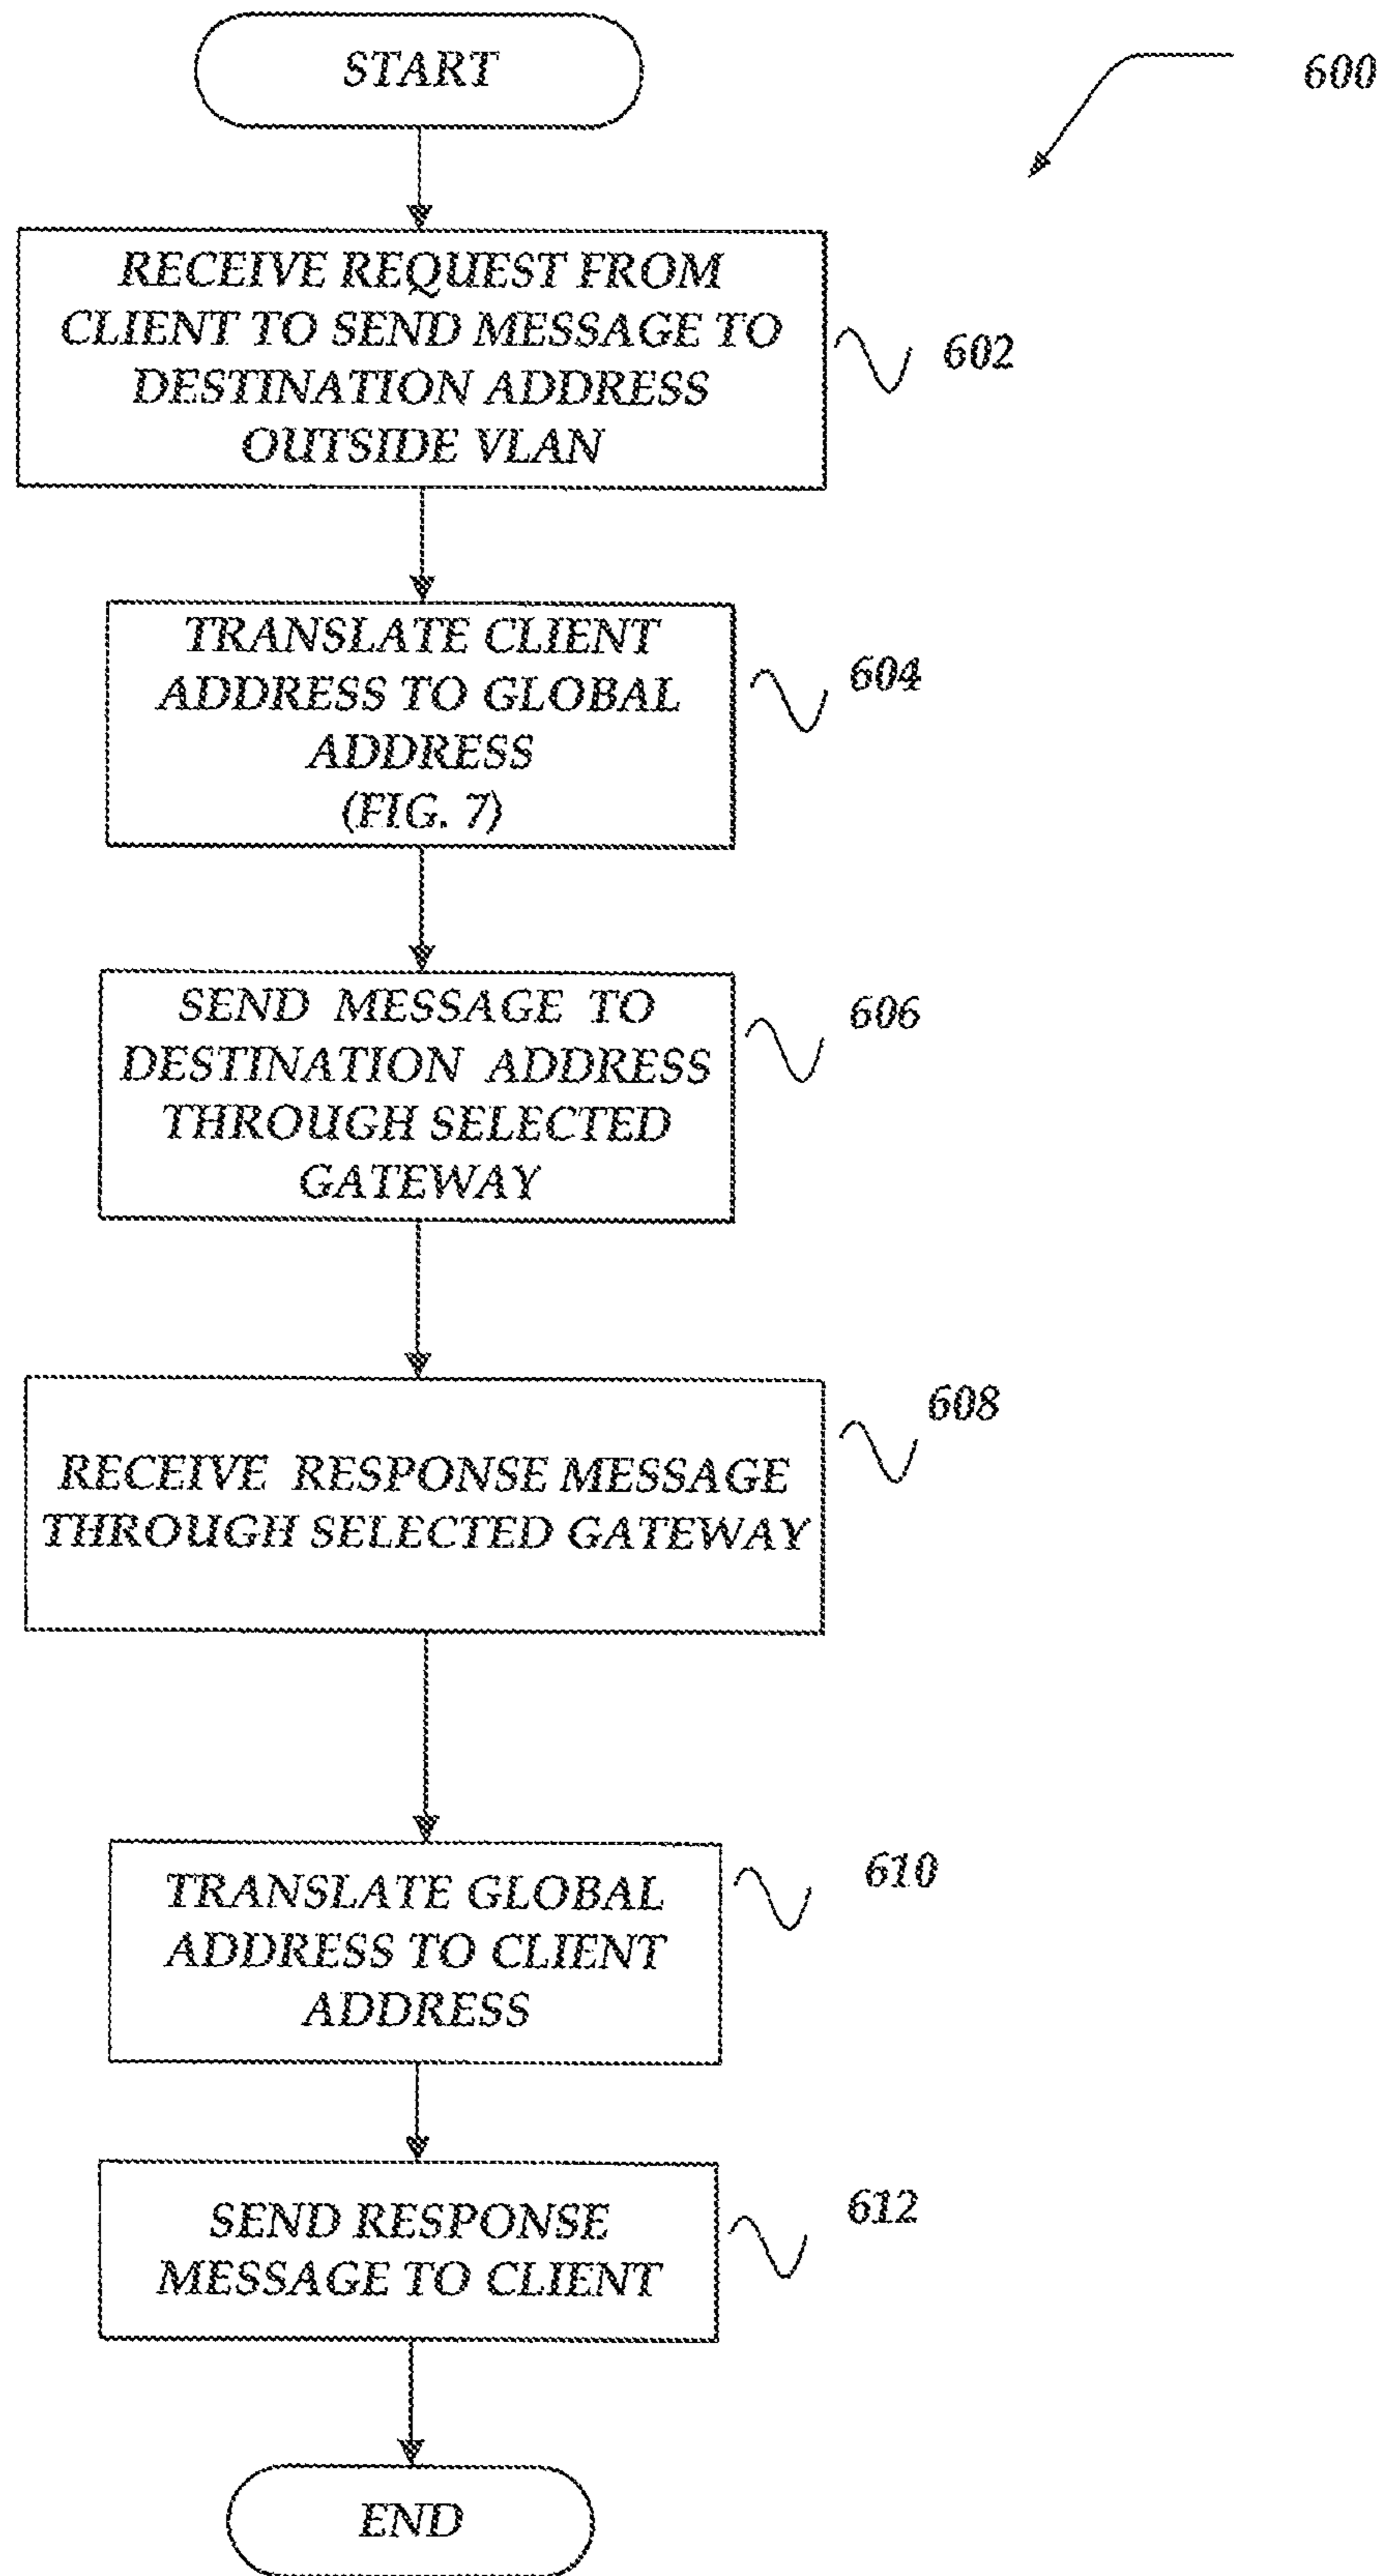 START
600
RECEIVE REQUEST FROM
CLIENT TO SEND MESSAGE TO
DESTINATION ADDRESS
OUTSIDE VLAN
602
TRANSLATE CLIENT
ADDRESS TO GLOBAL
ADDRESS
(FIG. 7)
604
SEND MESSAGE TO
DESTINATION ADDRESS
THROUGH SELECTED
GATEWAY
606
RECEIVE RESPONSE MESSAGE
THROUGH SELECTED GATEWAY
608
TRANSLATE GLOBAL
ADDRESS TO CLIENT
ADDRESS
610
SEND RESPONSE
MESSAGE TO CLIENT
612
END